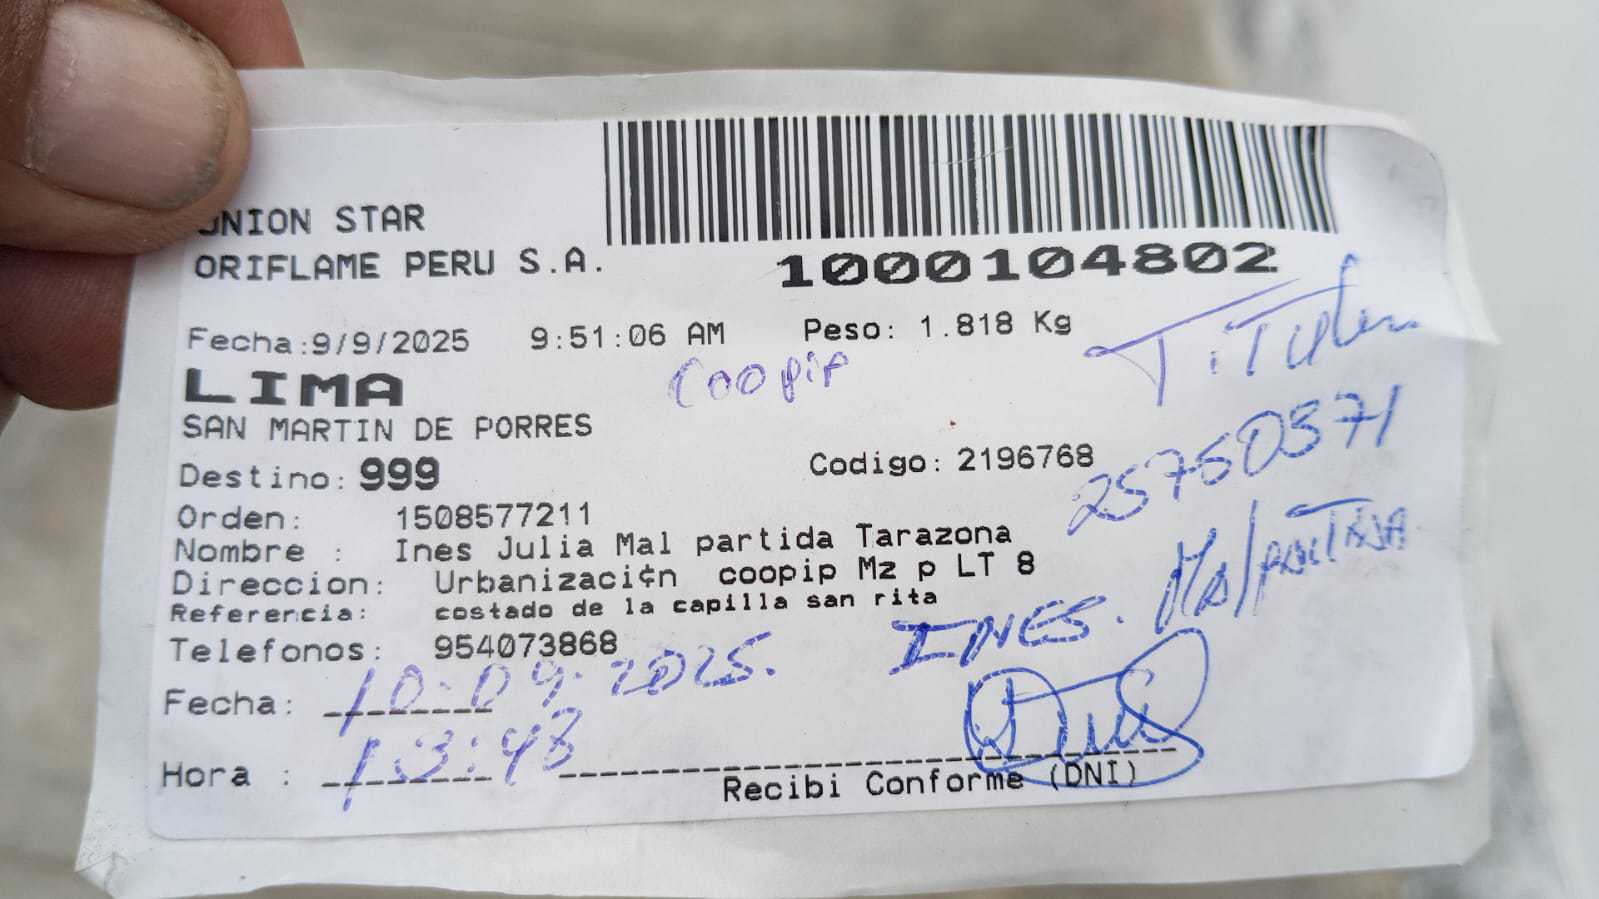 UNION STAR
ORIFLAME PERU S.A.
1000104802
Fecha:9/9/2025 9:51:06 AM Peso: 1.818 Kg
LIMA
coopip
Titular
SAN MARTIN DE PORRES
Destino: 999
Codigo: 2196768
25750371
Orden: 1508577211
Nombre : Ines Julia Mal partida Tarazona
Direccion: Urbanizaci¢n coopip Mz p LT 8
Referencia: costado de la capilla san rita
Telefonos: 954073868
INES. Malpartida
Fecha: 10.09.2025.
Hora : 13:48
Recibi Conforme (DNI)